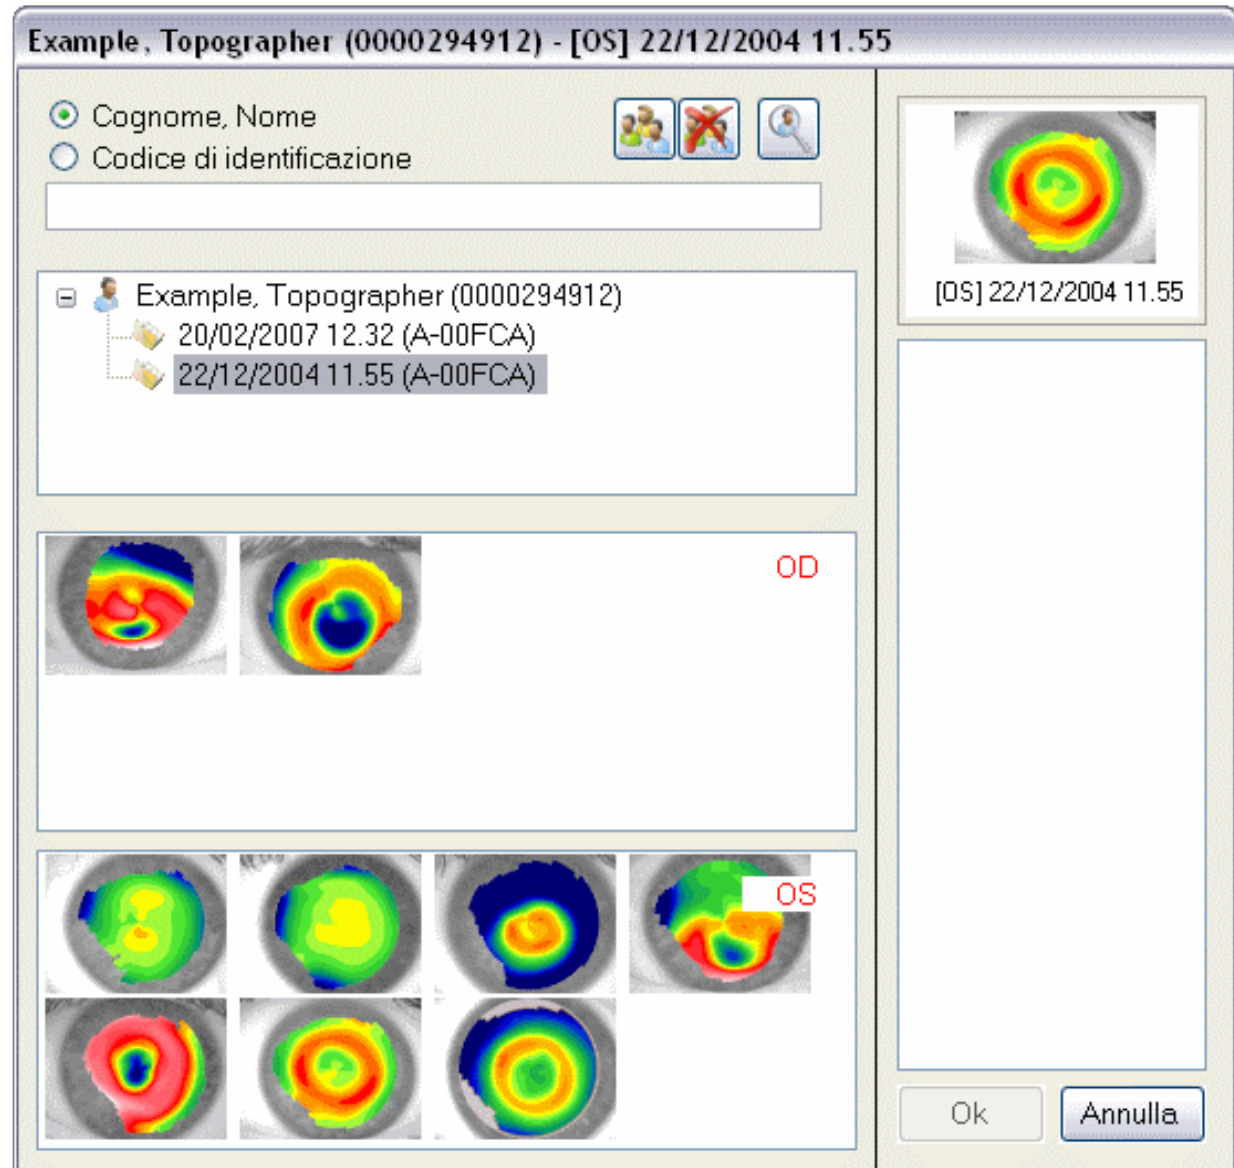 Example, Topographer (0000294912) - [OS] 22/12/2004 11.55
Cognome, Nome
Codice di identificazione
Example, Topographer (0000294912)
20/02/2007 12.32 (A-00FCA)
22/12/2004 11.55 (A-00FCA)
OD
OS
[OS] 22/12/2004 11.55
Ok
Annulla